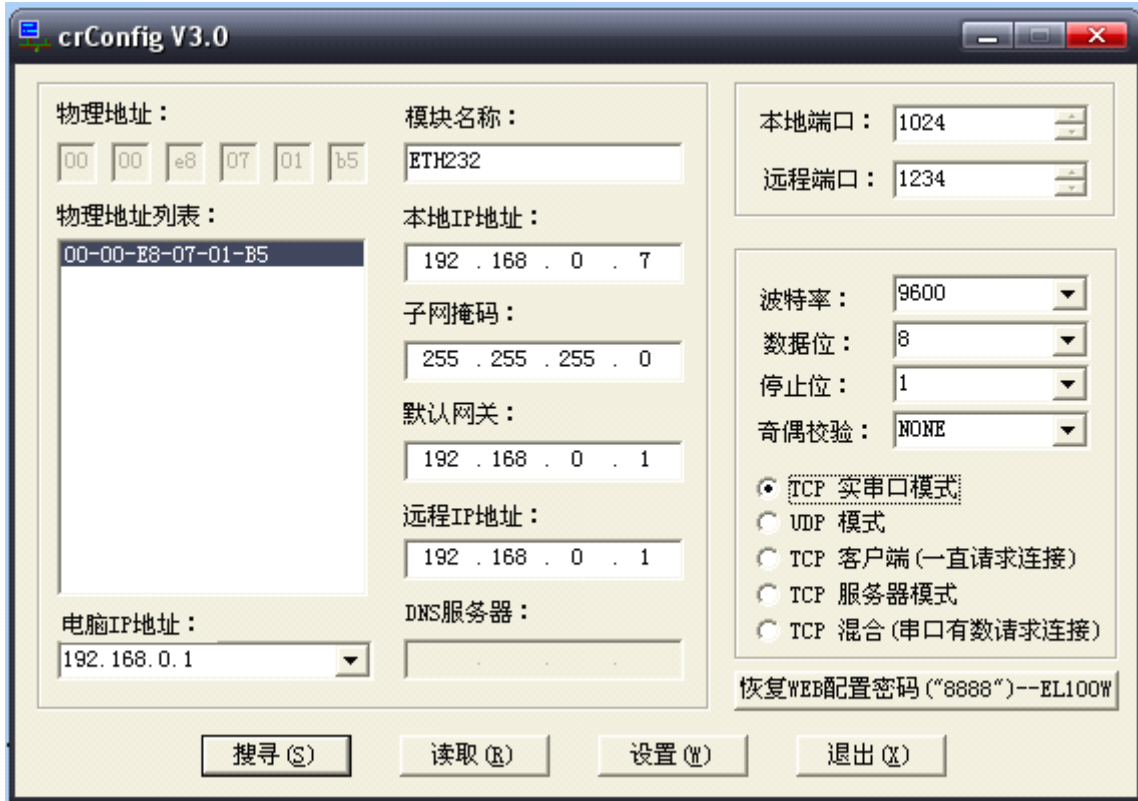 crConfig V3.0
物理地址：
00 00 e8 07 01 b5
物理地址列表：
00-00-E8-07-01-B5
电脑IP地址：
192.168.0.1
模块名称：
ETH232
本地IP地址：
192 . 168 . 0 . 7
子网掩码：
255 . 255 . 255 . 0
默认网关：
192 . 168 . 0 . 1
远程IP地址：
192 . 168 . 0 . 1
DNS服务器：
. . .
本地端口： 1024
远程端口： 1234
波特率： 9600
数据位： 8
停止位： 1
奇偶校验： NONE
TCP 实串口模式
UDP 模式
TCP 客户端(一直请求连接)
TCP 服务器模式
TCP 混合(串口有数请求连接)
恢复WEB配置密码("8888")--EL100W
搜寻(S) 读取(R) 设置(W) 退出(X)